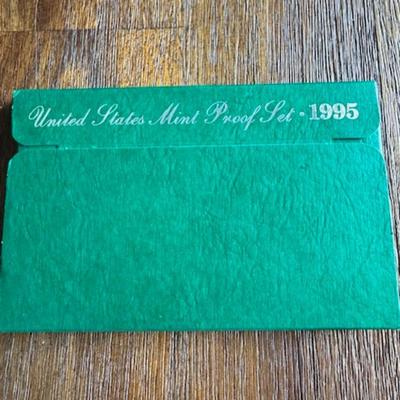 United States Mint Proof Set • 1995